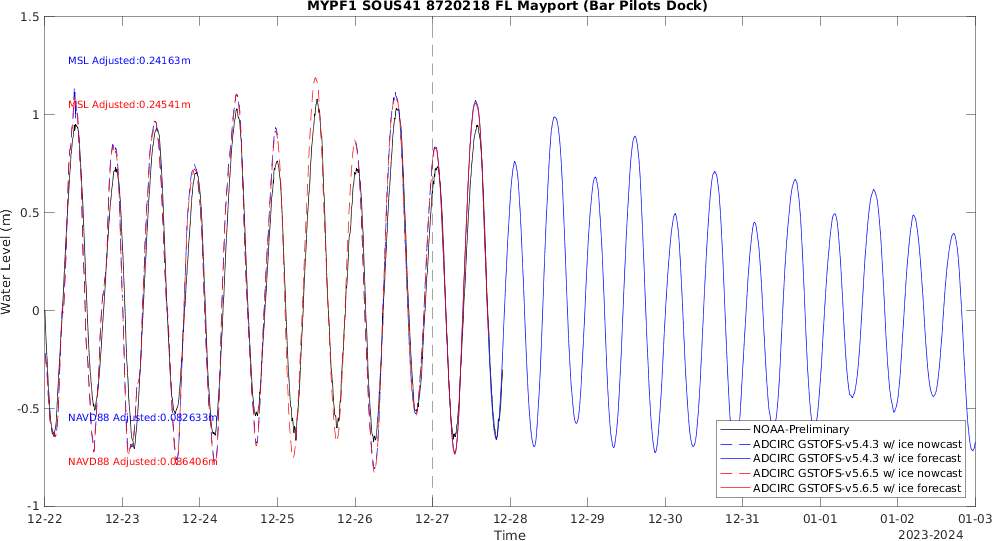 MYPF1 SOUS41 8720218 FL Mayport (Bar Pilots Dock)
1.5
MSL Adjusted:0.24163m
MSL Adjusted:0.24541m
1
0.5
Water Level (m)
0
-0.5
NAVD88 Adjusted:0.082633m
NAVD88 Adjusted:0.086406m
-1
NOAA-Preliminary
ADCIRC GSTOFS-v5.4.3 w/ ice nowcast
ADCIRC GSTOFS-v5.4.3 w/ ice forecast
ADCIRC GSTOFS-v5.6.5 w/ ice nowcast
ADCIRC GSTOFS-v5.6.5 w/ ice forecast
12-22 12-23 12-24 12-25 12-26 12-27 12-28 12-29 12-30 12-31 01-01 01-02 01-03
Time
2023-2024